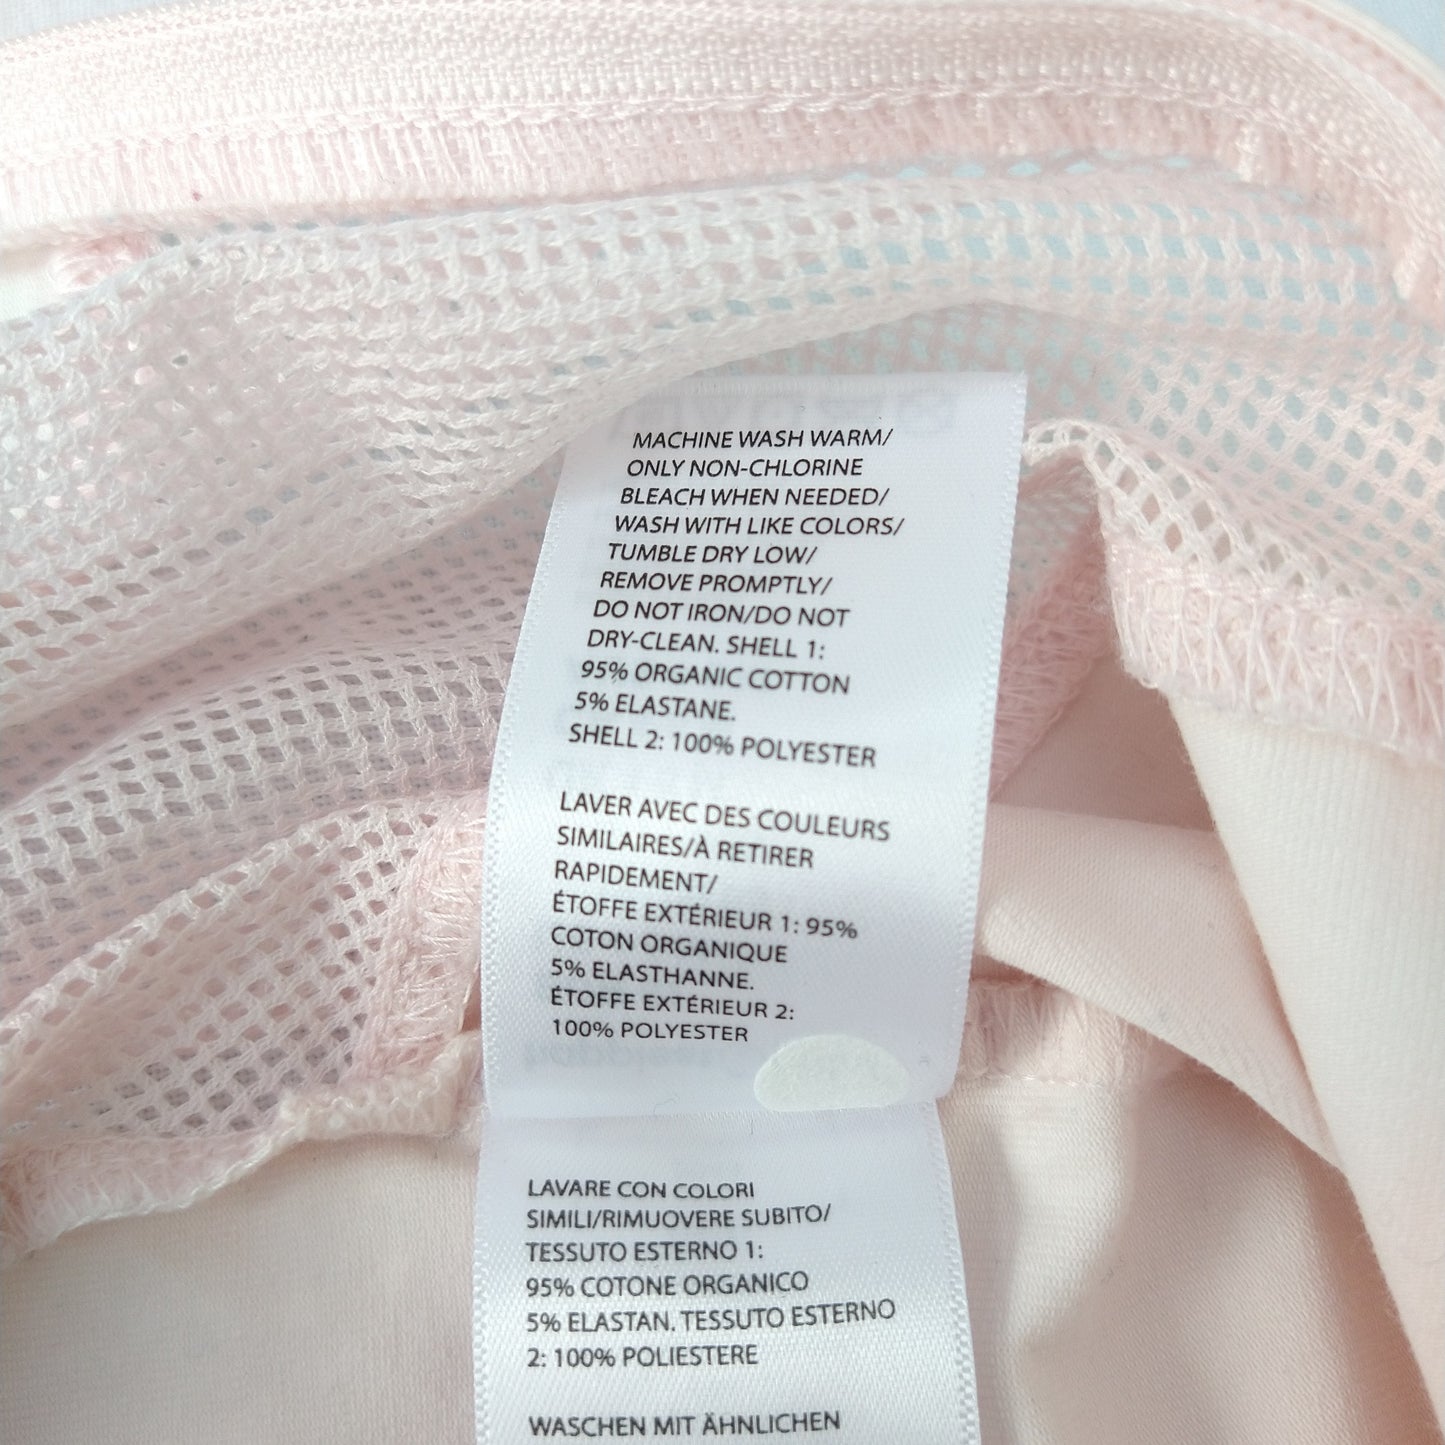 MACHINE WASH WARM/
ONLY NON-CHLORINE
BLEACH WHEN NEEDED/
WASH WITH LIKE COLORS/
TUMBLE DRY LOW/
REMOVE PROMPTLY/
DO NOT IRON/DO NOT
DRY-CLEAN. SHELL 1:
95% ORGANIC COTTON
5% ELASTANE.
SHELL 2: 100% POLYESTER
LAVER AVEC DES COULEURS
SIMILAIRES/À RETIRER
RAPIDEMENT/
ÉTOFFE EXTÉRIEUR 1: 95%
COTON ORGANIQUE
5% ELASTHANNE.
ÉTOFFE EXTÉRIEUR 2:
100% POLYESTER
LAVARE CON COLORI
SIMILI/RIMUOVERE SUBITO/
TESSUTO ESTERNO 1:
95% COTONE ORGANICO
5% ELASTAN. TESSUTO ESTERNO
2: 100% POLIESTERE
WASCHEN MIT ÄHNLICHEN